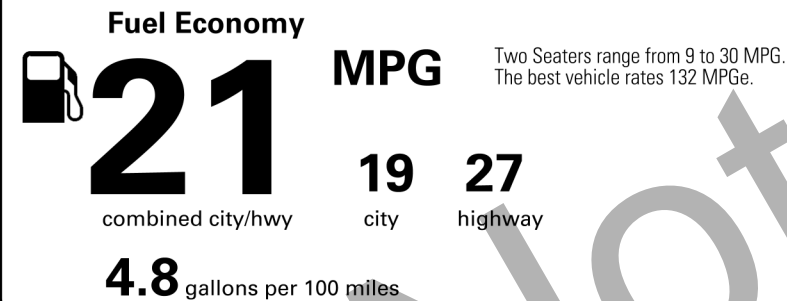 Fuel Economy
21
MPG
Two Seaters range from 9 to 30 MPG.
The best vehicle rates 132 MPGe.
19 27
combined city/hwy city highway
4.8 gallons per 100 miles
Not